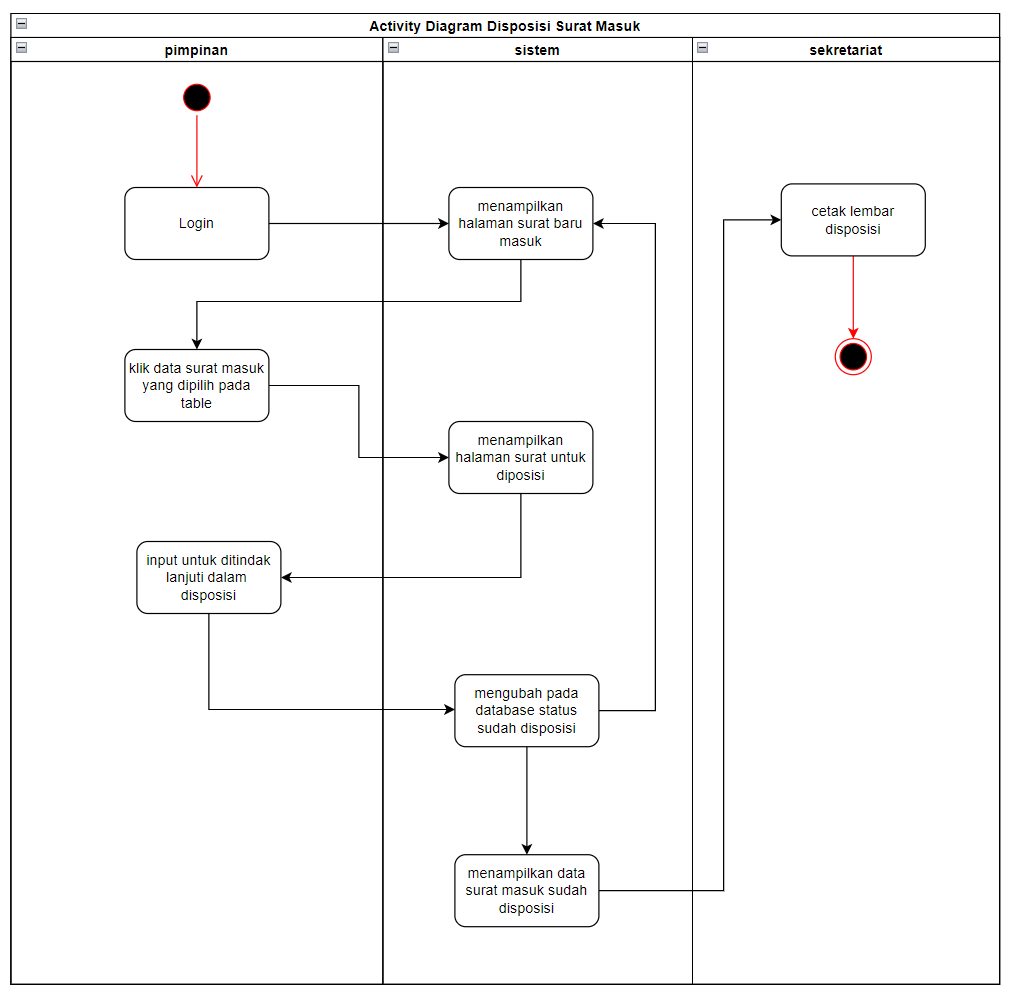 Activity Diagram Disposisi Surat Masuk
pimpinan
sistem
sekretariat
Login
menampilkan
halaman surat baru
masuk
cetak lembar
disposisi
klik data surat masuk
yang dipilih pada
table
menampilkan
halaman surat untuk
diposisi
input untuk ditindak
lanjuti dalam
disposisi
mengubah pada
database status
sudah disposisi
menampilkan data
surat masuk sudah
disposisi